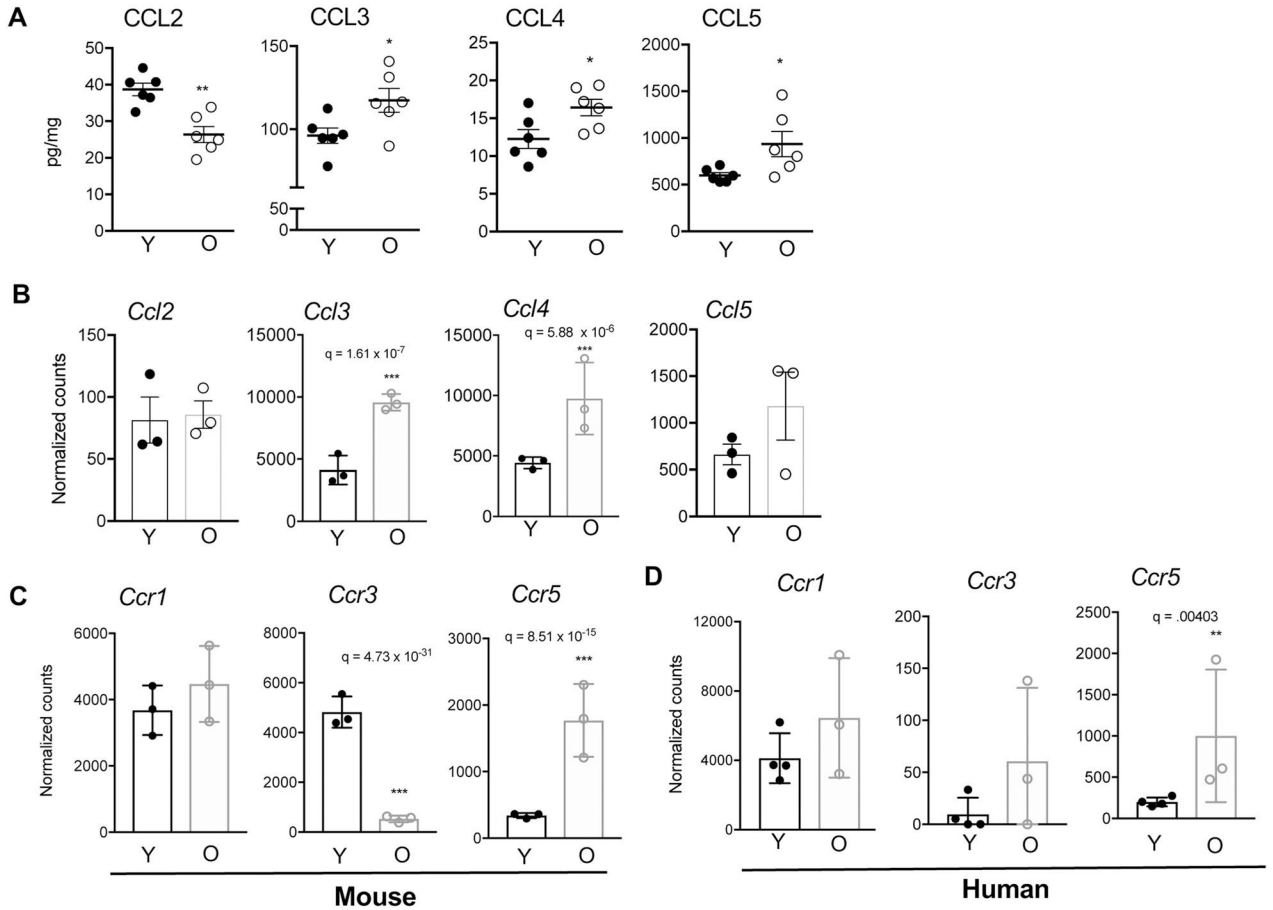 A
CCL2
CCL3
CCL4
CCL5
pg/mg
50
40
30
20
10
0
**
Y
O
150
100
50
0
*
Y
O
25
20
15
10
5
0
*
Y
O
2000
1500
1000
500
0
*
Y
O
B
Ccl2
Ccl3
Ccl4
Ccl5
Normalized counts
150
100
50
0
Y
O
15000
10000
5000
0
q = 1.61 x 10-7
***
Y
O
15000
10000
5000
0
q = 5.88 x 10-6
***
Y
O
2000
1500
1000
500
0
Y
O
C
Ccr1
Ccr3
Ccr5
Normalized counts
6000
4000
2000
0
Y
O
8000
6000
4000
2000
0
q = 4.73 x 10-31
***
Y
O
3000
2000
1000
0
q = 8.51 x 10-15
***
Y
O
Mouse
D
Ccr1
Ccr3
Ccr5
Normalized counts
12000
8000
4000
0
Y
O
200
150
100
50
0
Y
O
2500
2000
1500
1000
500
0
q = .00403
**
Y
O
Human